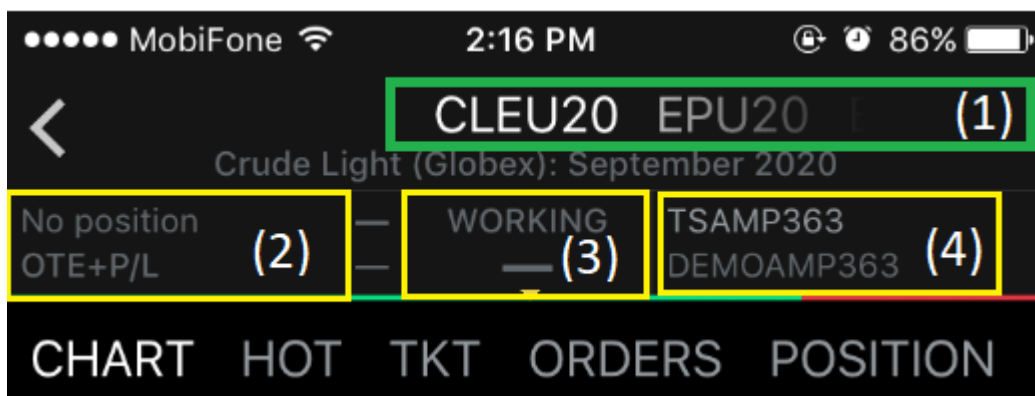 MobiFone 2:16 PM 86%
CLEU20 EPU20 (1)
Crude Light (Globex): September 2020
No position — WORKING TSAMP363
OTE+P/L (2) — — (3) DEMOAMP363 (4)
CHART HOT TKT ORDERS POSITION